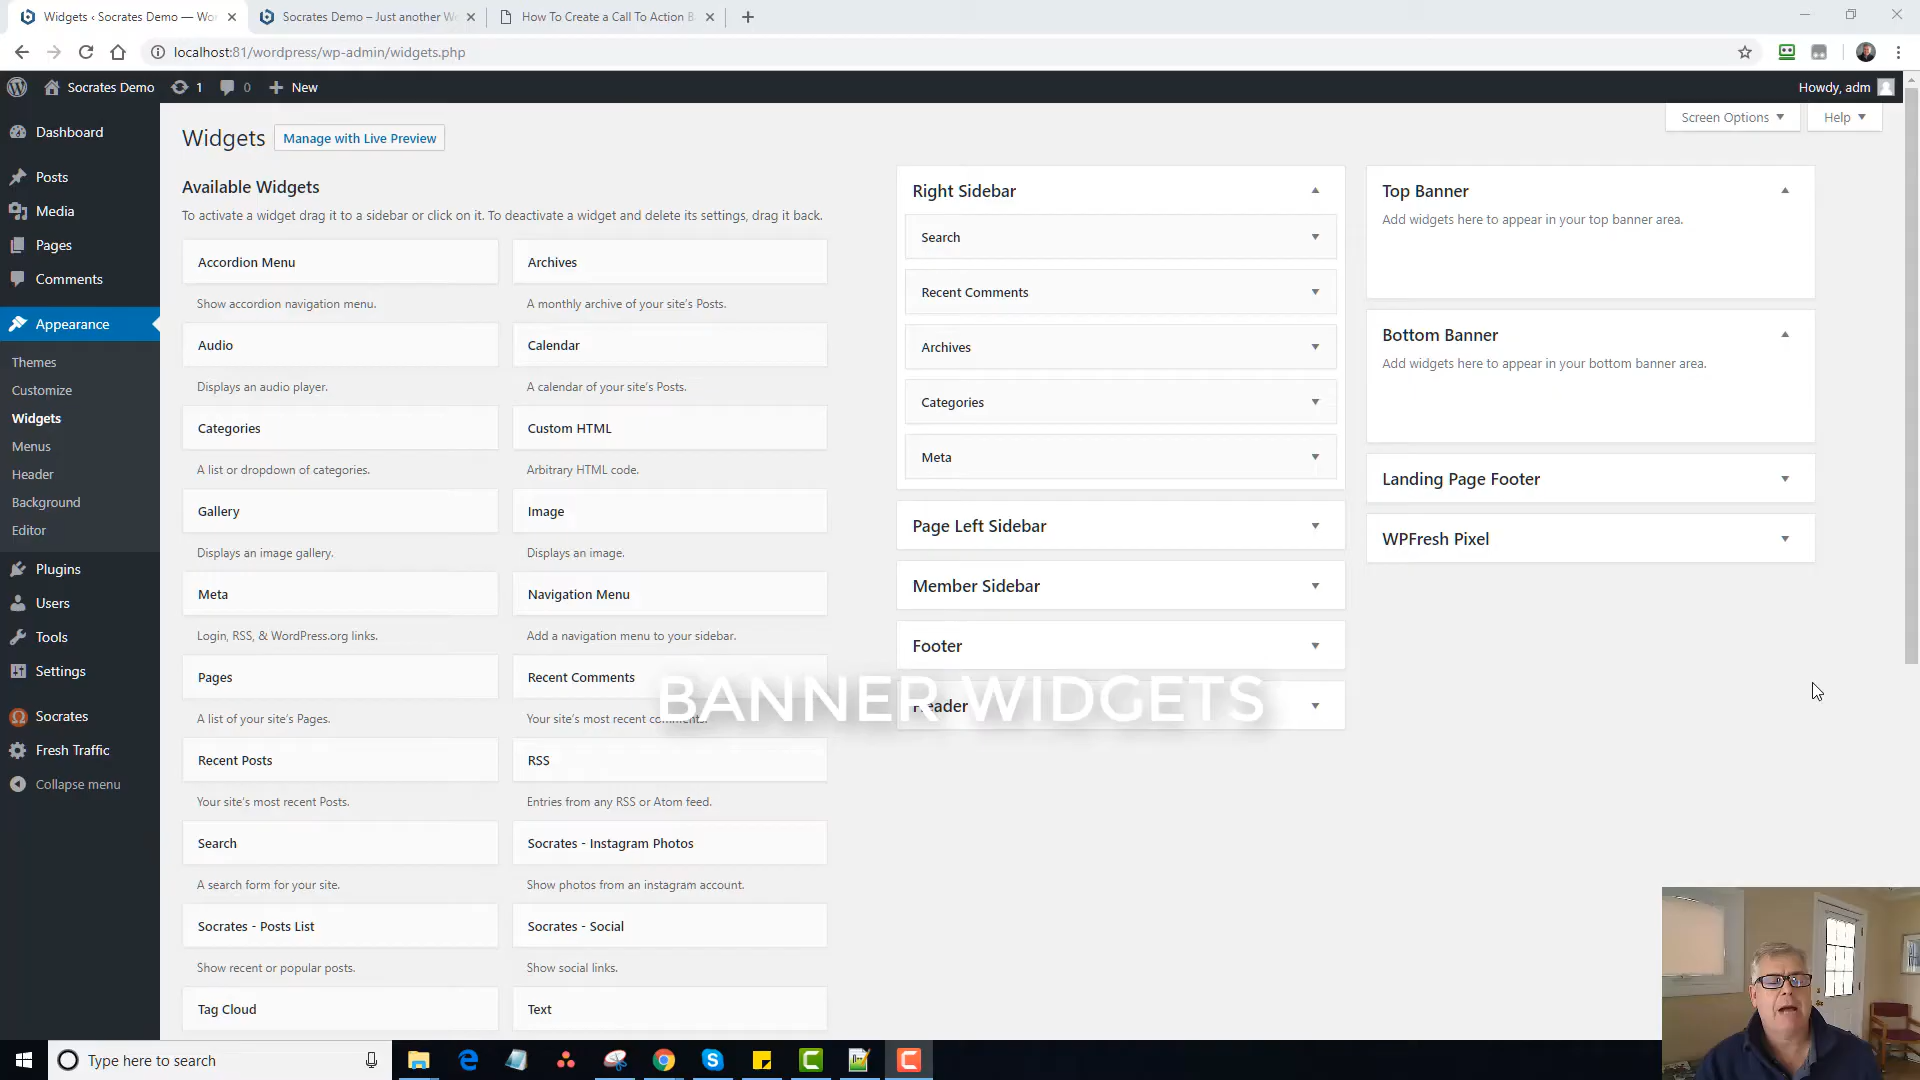 Widgets ‹ Socrates Demo — Wo
Socrates Demo – Just another W
How To Create a Call To Action B
localhost:81/wordpress/wp-admin/widgets.php
Socrates Demo
1
0
New
Howdy, adm
Screen Options
Help
Dashboard
Posts
Media
Pages
Comments
Appearance
Themes
Customize
Widgets
Menus
Header
Background
Editor
Plugins
Users
Tools
Settings
Socrates
Fresh Traffic
Collapse menu
Widgets
Manage with Live Preview
Available Widgets
To activate a widget drag it to a sidebar or click on it. To deactivate a widget and delete its settings, drag it back.
Accordion Menu
Archives
Show accordion navigation menu.
A monthly archive of your site's Posts.
Audio
Calendar
Displays an audio player.
A calendar of your site's Posts.
Categories
Custom HTML
A list or dropdown of categories.
Arbitrary HTML code.
Gallery
Image
Displays an image gallery.
Displays an image.
Meta
Navigation Menu
Login, RSS, & WordPress.org links.
Add a navigation menu to your sidebar.
Pages
Recent Comments
A list of your site's Pages.
Your site's most recent comments.
Recent Posts
RSS
Your site's most recent Posts.
Entries from any RSS or Atom feed.
Search
Socrates - Instagram Photos
A search form for your site.
Show photos from an instagram account.
Socrates - Posts List
Socrates - Social
Show recent or popular posts.
Show social links.
Tag Cloud
Text
Right Sidebar
Search
Recent Comments
Archives
Categories
Meta
Page Left Sidebar
Member Sidebar
Footer
Header
Top Banner
Add widgets here to appear in your top banner area.
Bottom Banner
Add widgets here to appear in your bottom banner area.
Landing Page Footer
WPFresh Pixel
BANNER WIDGETS
Type here to search